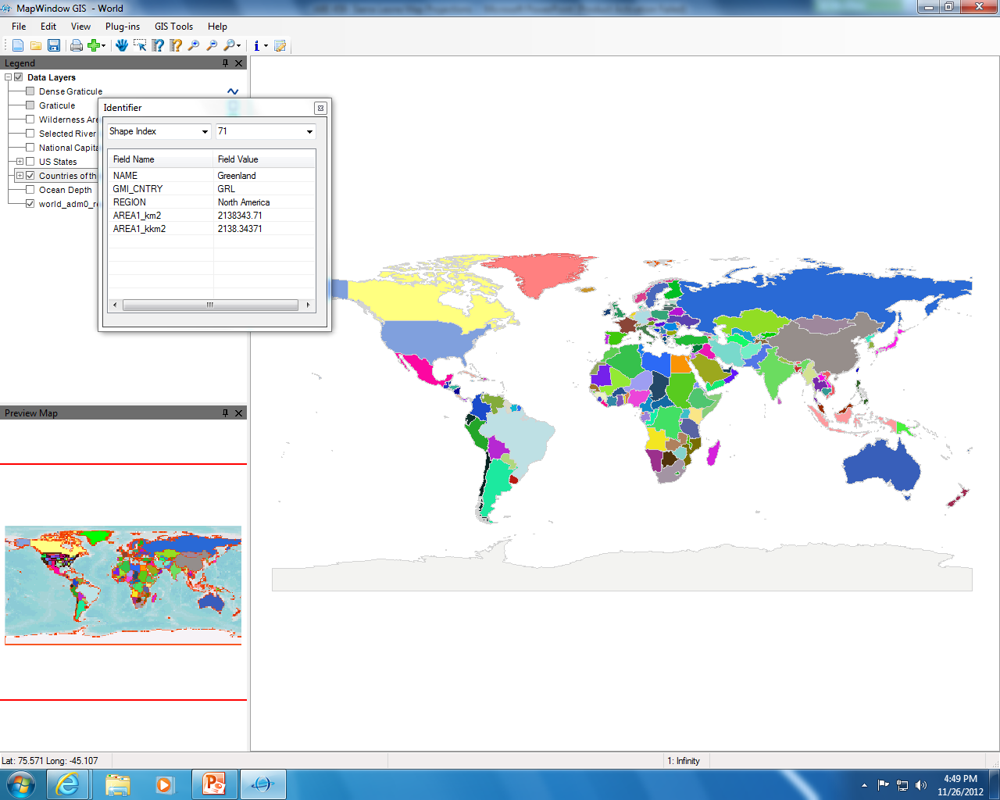 MapWindow GIS - World
File Edit View Plug-ins GIS Tools Help
Legend
Data Layers
Dense Graticule
Graticule
Wilderness Are
Selected River
National Capita
US States
Countries of th
Ocean Depth
world_adm0_r
Identifier
Shape Index 71
Field Name Field Value
NAME Greenland
GMI_CNTRY GRL
REGION North America
AREA1_km2 2138343.71
AREA1_kkm2 2138.34371
Preview Map
Lat: 75.571 Long: -45.107 1: Infinity
4:49 PM
11/26/2012